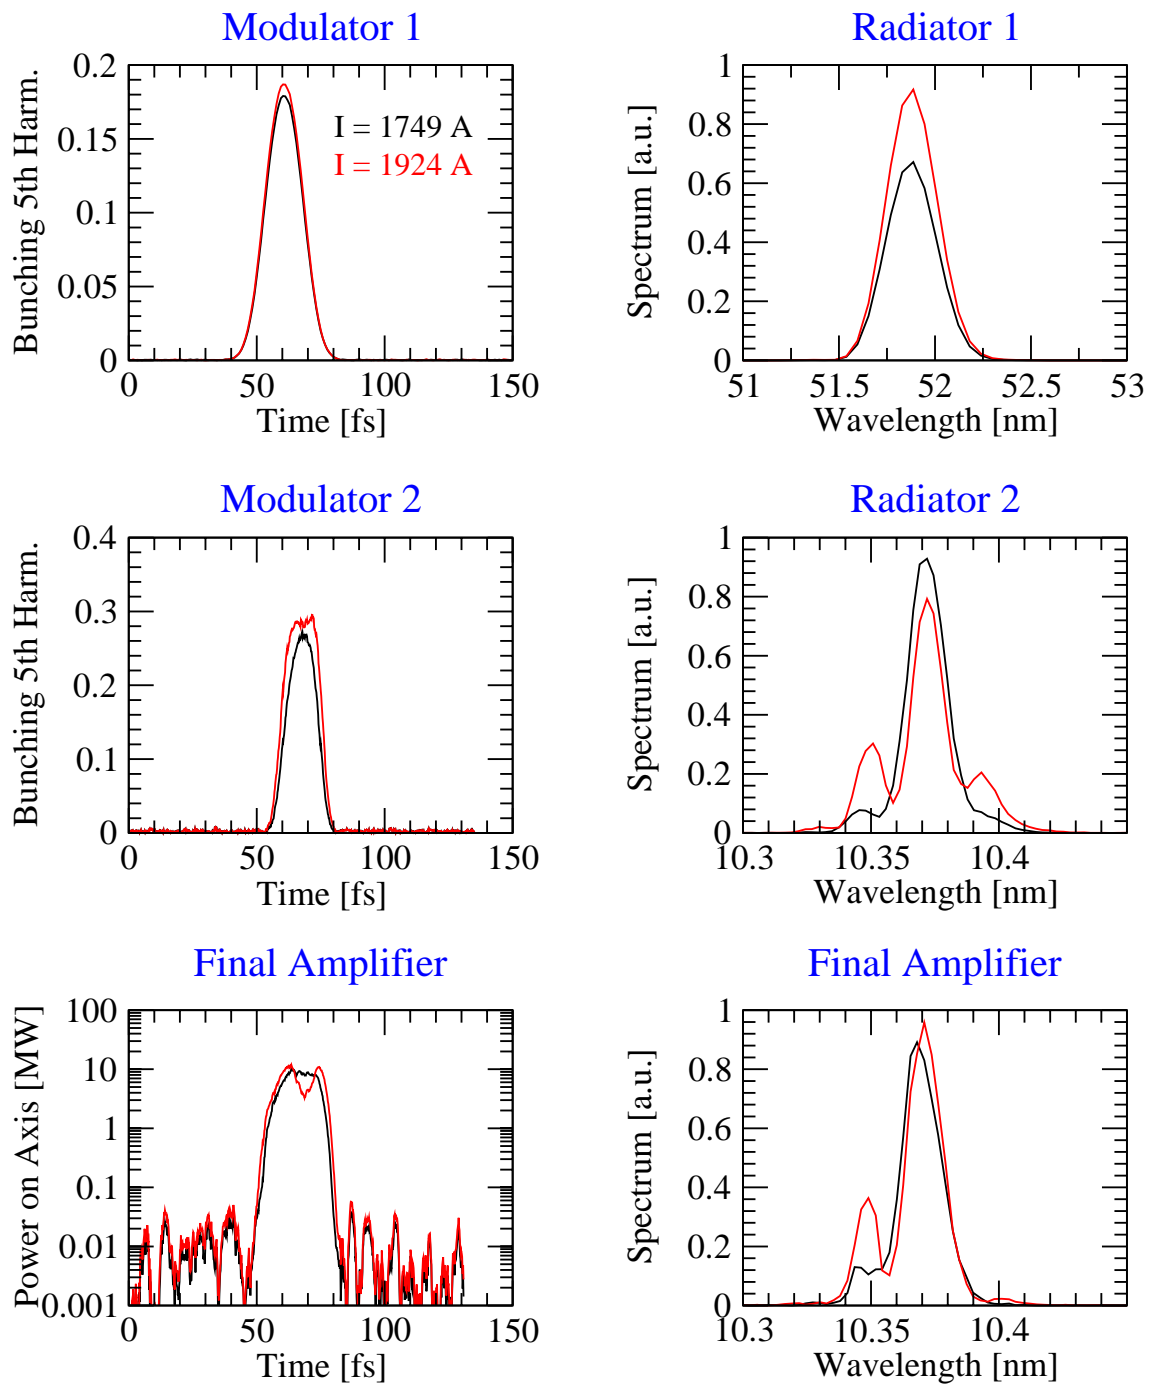 Modulator 1
Bunching 5th Harm.
0.2
0.15
0.1
0.05
0
I = 1749 A
I = 1924 A
0 50 100 150
Time [fs]
Radiator 1
Spectrum [a.u.]
1
0.8
0.6
0.4
0.2
0
51 51.5 52 52.5 53
Wavelength [nm]
Modulator 2
Bunching 5th Harm.
0.4
0.3
0.2
0.1
0
0 50 100 150
Time [fs]
Radiator 2
Spectrum [a.u.]
1
0.8
0.6
0.4
0.2
0
10.3 10.35 10.4
Wavelength [nm]
Final Amplifier
Power on Axis [MW]
100
10
1
0.1
0.01
0.001
0 50 100 150
Time [fs]
Final Amplifier
Spectrum [a.u.]
1
0.8
0.6
0.4
0.2
0
10.3 10.35 10.4
Wavelength [nm]